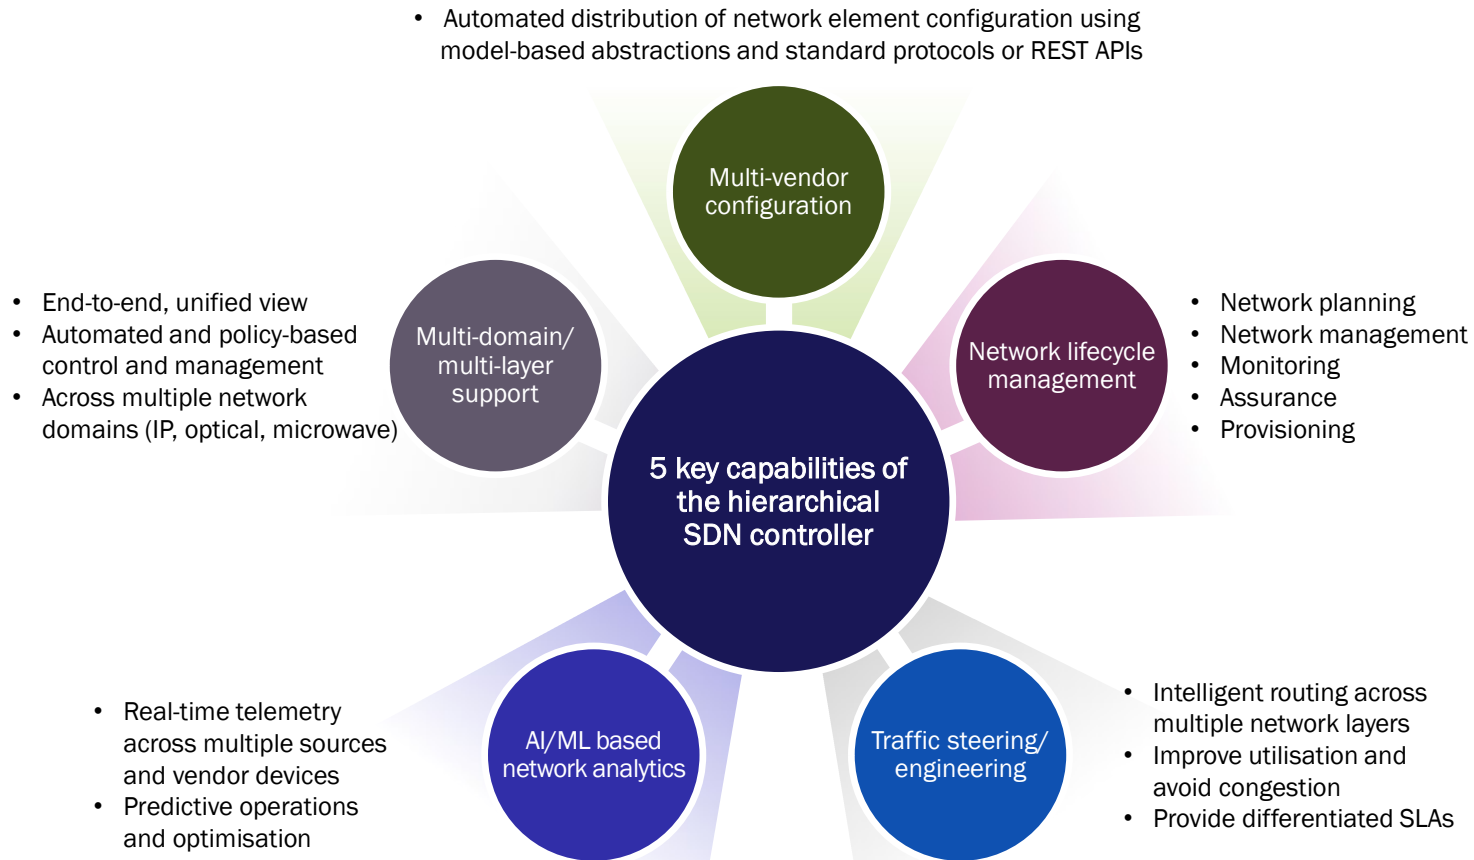 • Automated distribution of network element configuration using
model-based abstractions and standard protocols or REST APIs
Multi-vendor
configuration
• End-to-end, unified view
• Automated and policy-based
control and management
• Across multiple network
domains (IP, optical, microwave)
Multi-domain/
multi-layer
support
Network lifecycle
management
• Network planning
• Network management
• Monitoring
• Assurance
• Provisioning
5 key capabilities of
the hierarchical
SDN controller
• Real-time telemetry
across multiple sources
and vendor devices
• Predictive operations
and optimisation
AI/ML based
network analytics
Traffic steering/
engineering
• Intelligent routing across
multiple network layers
• Improve utilisation and
avoid congestion
• Provide differentiated SLAs